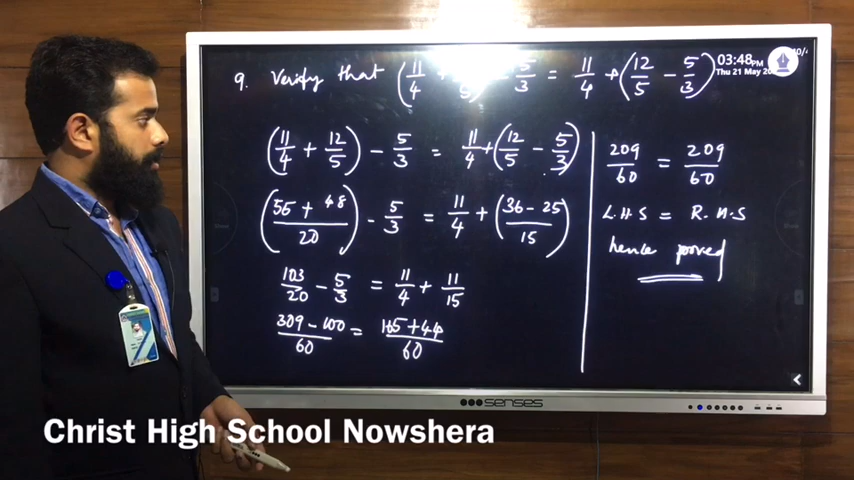 9. Verify that (11/4 + 12/5) - 5/3 = 11/4 + (12/5 - 5/3)
03:48PM
Thu 21 May
(11/4 + 12/5) - 5/3 = 11/4 + (12/5 - 5/3)
((55 + 48)/20) - 5/3 = 11/4 + ((36 - 25)/15)
103/20 - 5/3 = 11/4 + 11/15
(309 - 100)/60 = (165 + 44)/60
209/60 = 209/60
L.H.S = R.H.S
hence proved
senses
Christ High School Nowshera